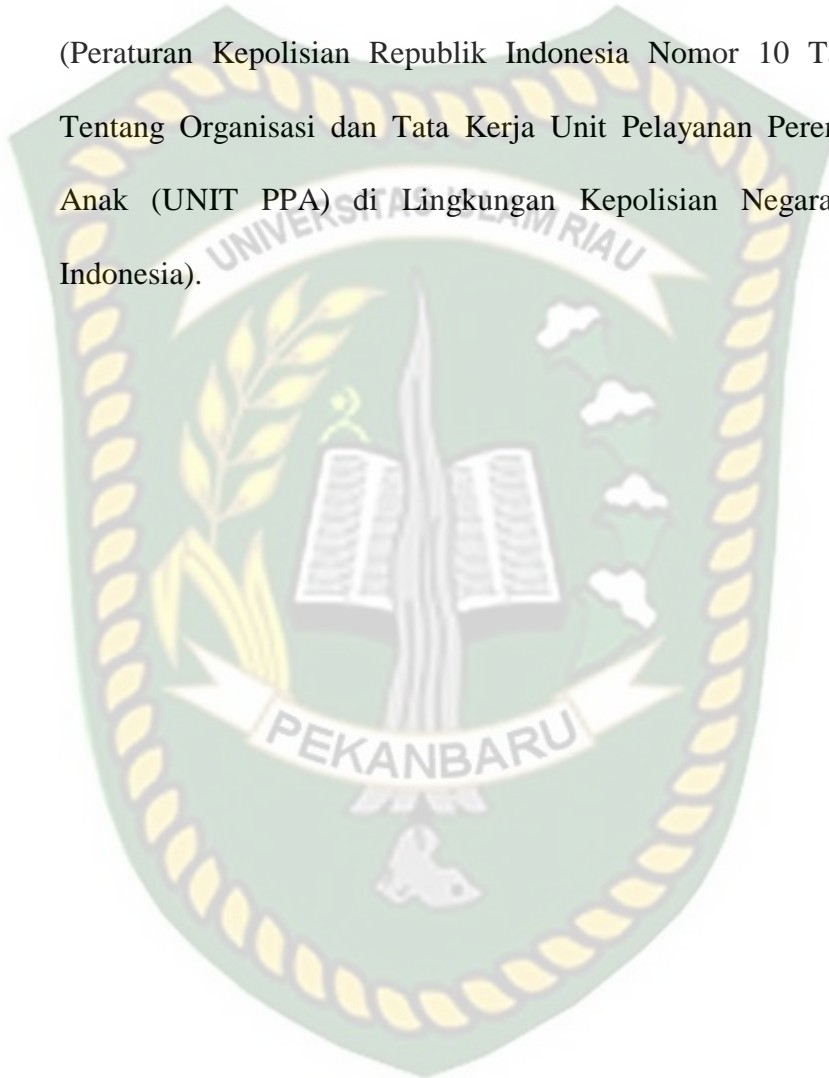 (Peraturan Kepolisian Republik Indonesia Nomor 10
Tentang Organisasi dan Tata Kerja Unit Pelayanan
Anak (UNIT PPA) di Lingkungan Kepolisian Negara
Indonesia).
UNIVERSITAS ISLAM RIAU
PEKANBARU